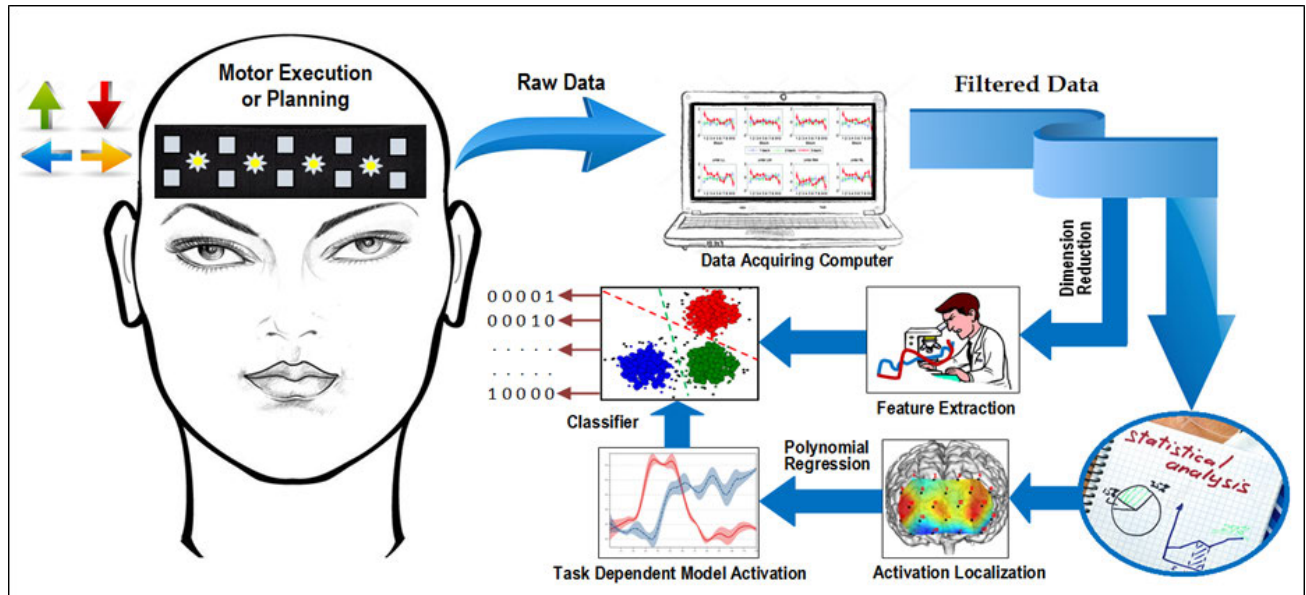 Motor Execution
or Planning
Raw Data
Filtered Data
Data Acquiring Computer
Dimension
Reduction
00001
00010
. . . . .
. . . . .
10000
Classifier
Feature Extraction
Polynomial
Regression
statistical
analysis
Task Dependent Model Activation
Activation Localization